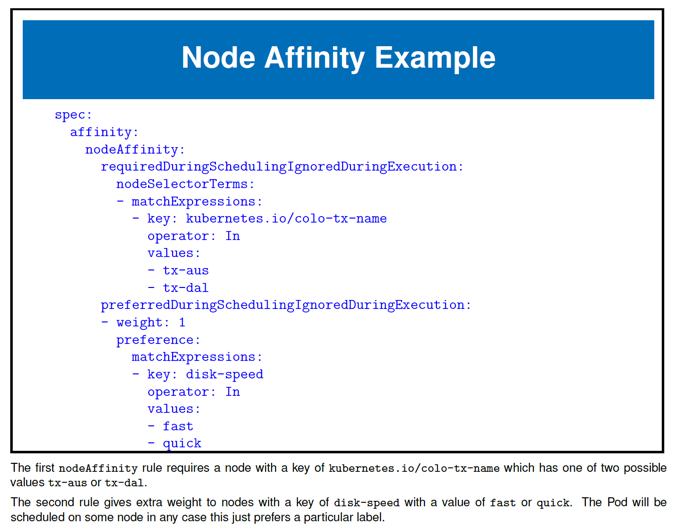 Node Affinity Example
spec:
  affinity:
    nodeAffinity:
      requiredDuringSchedulingIgnoredDuringExecution:
        nodeSelectorTerms:
        - matchExpressions:
          - key: kubernetes.io/colo-tx-name
            operator: In
            values:
            - tx-aus
            - tx-dal
      preferredDuringSchedulingIgnoredDuringExecution:
      - weight: 1
        preference:
          matchExpressions:
          - key: disk-speed
            operator: In
            values:
            - fast
            - quick
The first nodeAffinity rule requires a node with a key of kubernetes.io/colo-tx-name which has one of two possible
values tx-aus or tx-dal.
The second rule gives extra weight to nodes with a key of disk-speed with a value of fast or quick. The Pod will be
scheduled on some node in any case this just prefers a particular label.